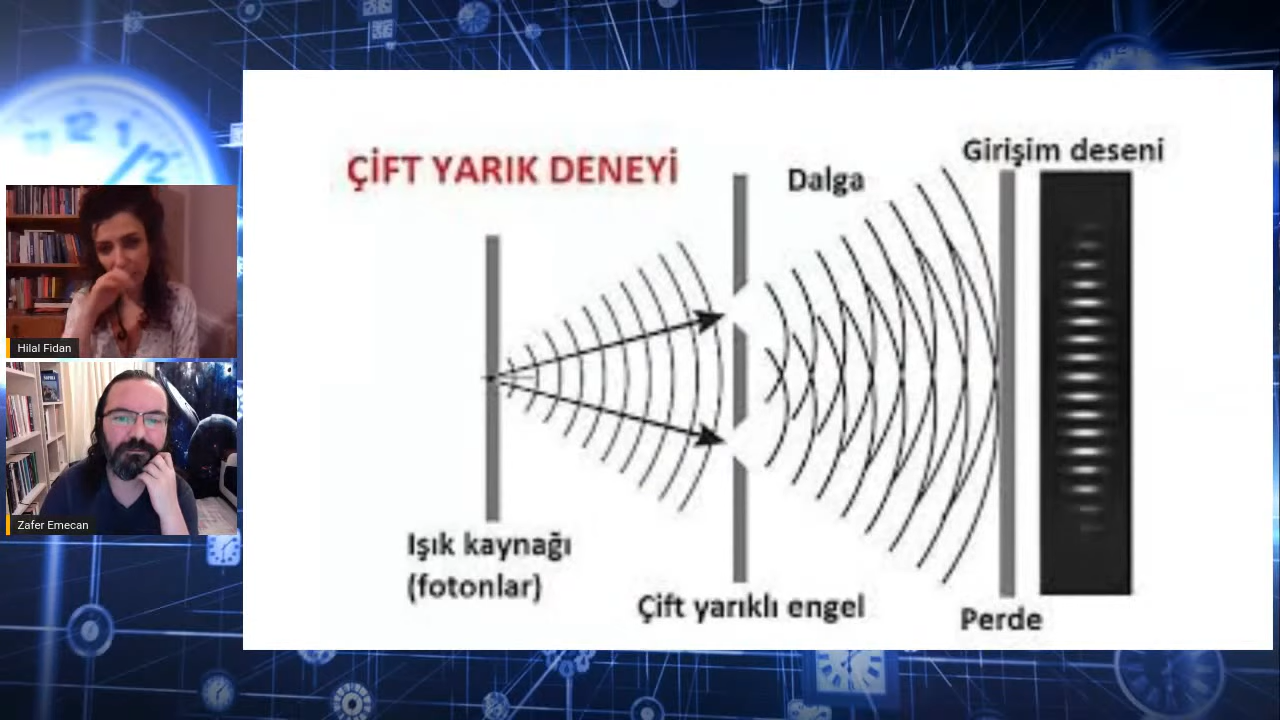 ÇİFT YARIK DENEYİ
Dalga
Girişim deseni
Işık kaynağı
(fotonlar)
Çift yarıklı engel
Perde
Hilal Fidan
Zafer Emecan